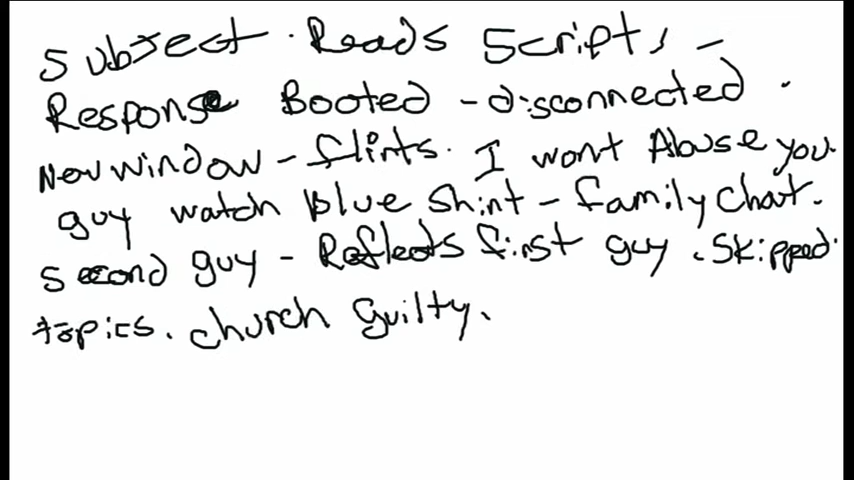 Subject. Reads Script, -
Response Booted - disconnected.
New window - flirts. I wont Abuse you.
guy watch blue shirt - family chat.
second guy - Reflects first guy. Skipped.
topics. church guilty.